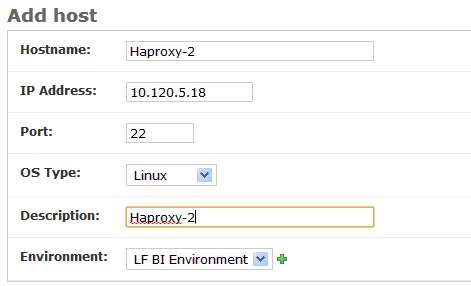 Add host
Hostname: Haproxy-2
IP Address: 10.120.5.18
Port: 22
OS Type: Linux
Description: Haproxy-2
Environment: LF BI Environment